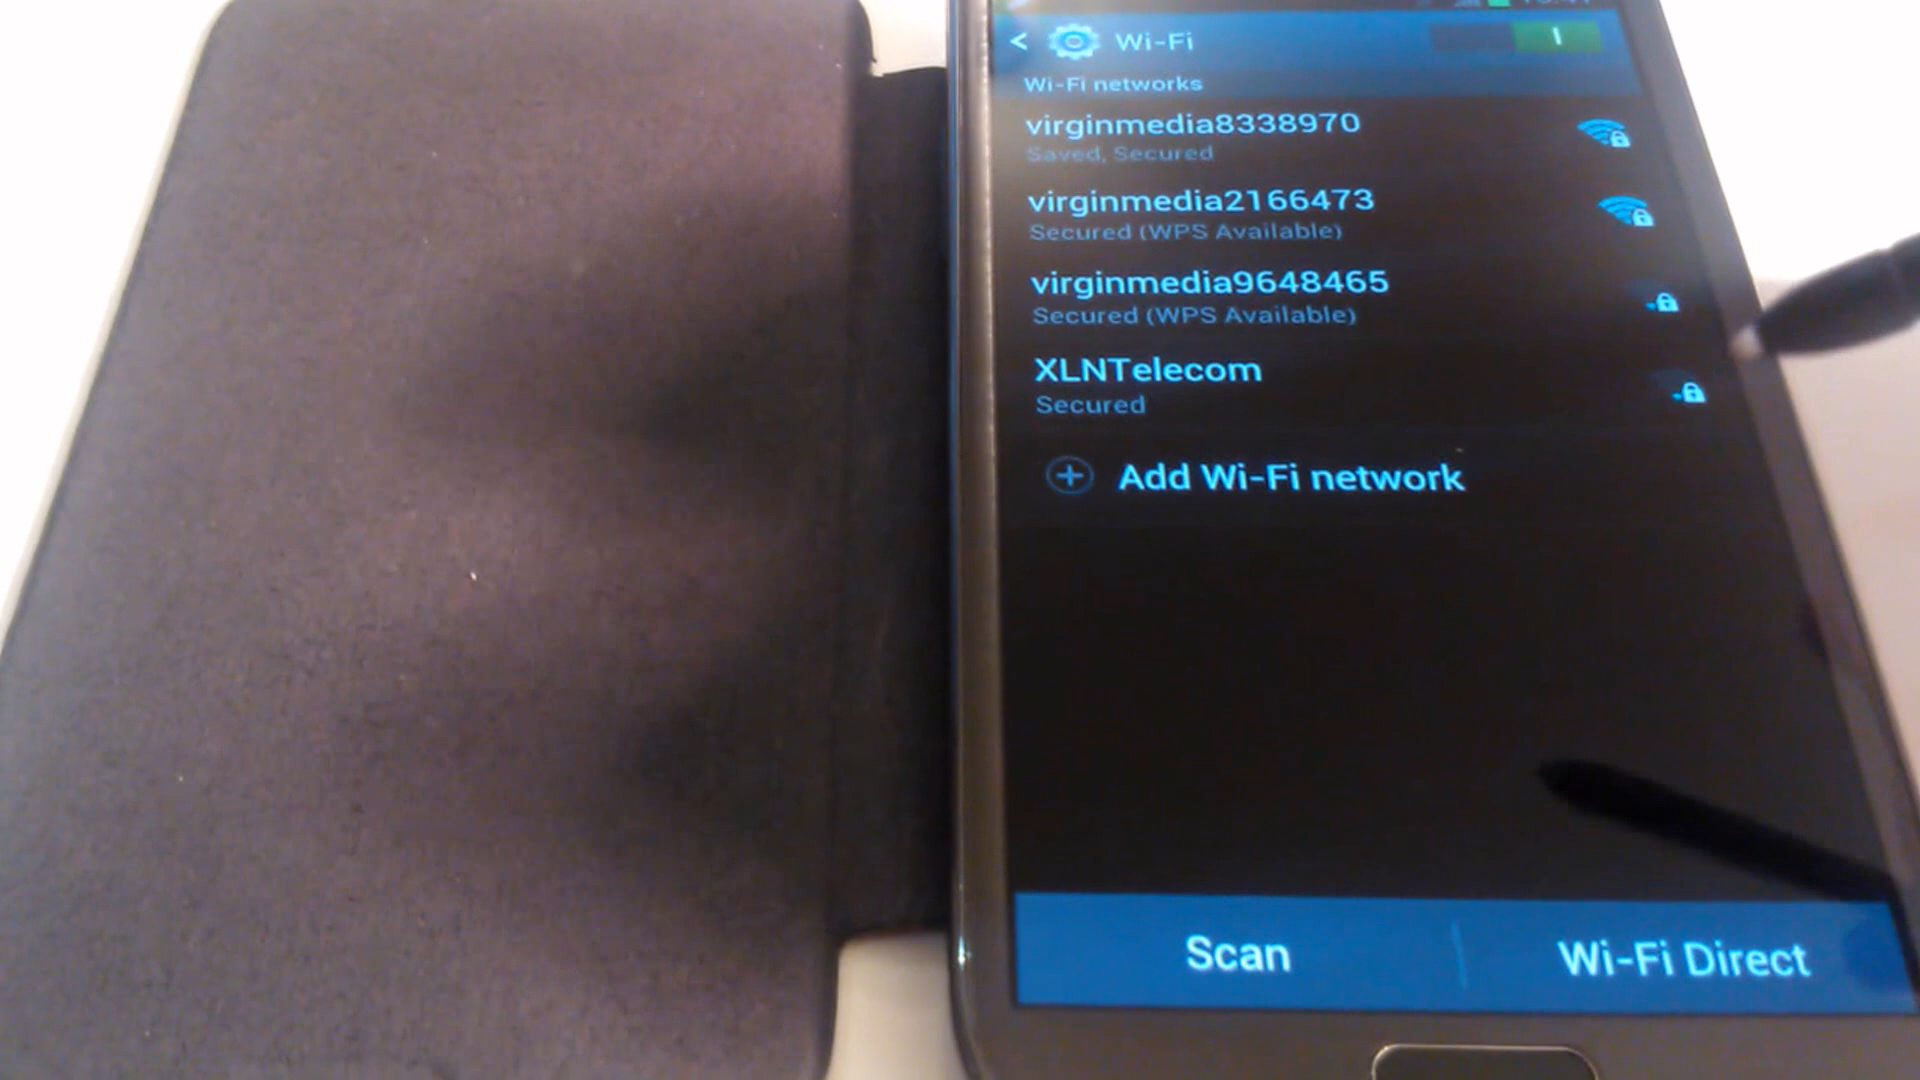 Wi-Fi
Wi-Fi networks
virginmedia8338970
Saved, Secured
virginmedia2166473
Secured (WPS Available)
virginmedia9648465
Secured (WPS Available)
XLNTelecom
Secured
Add Wi-Fi network
Scan
Wi-Fi Direct